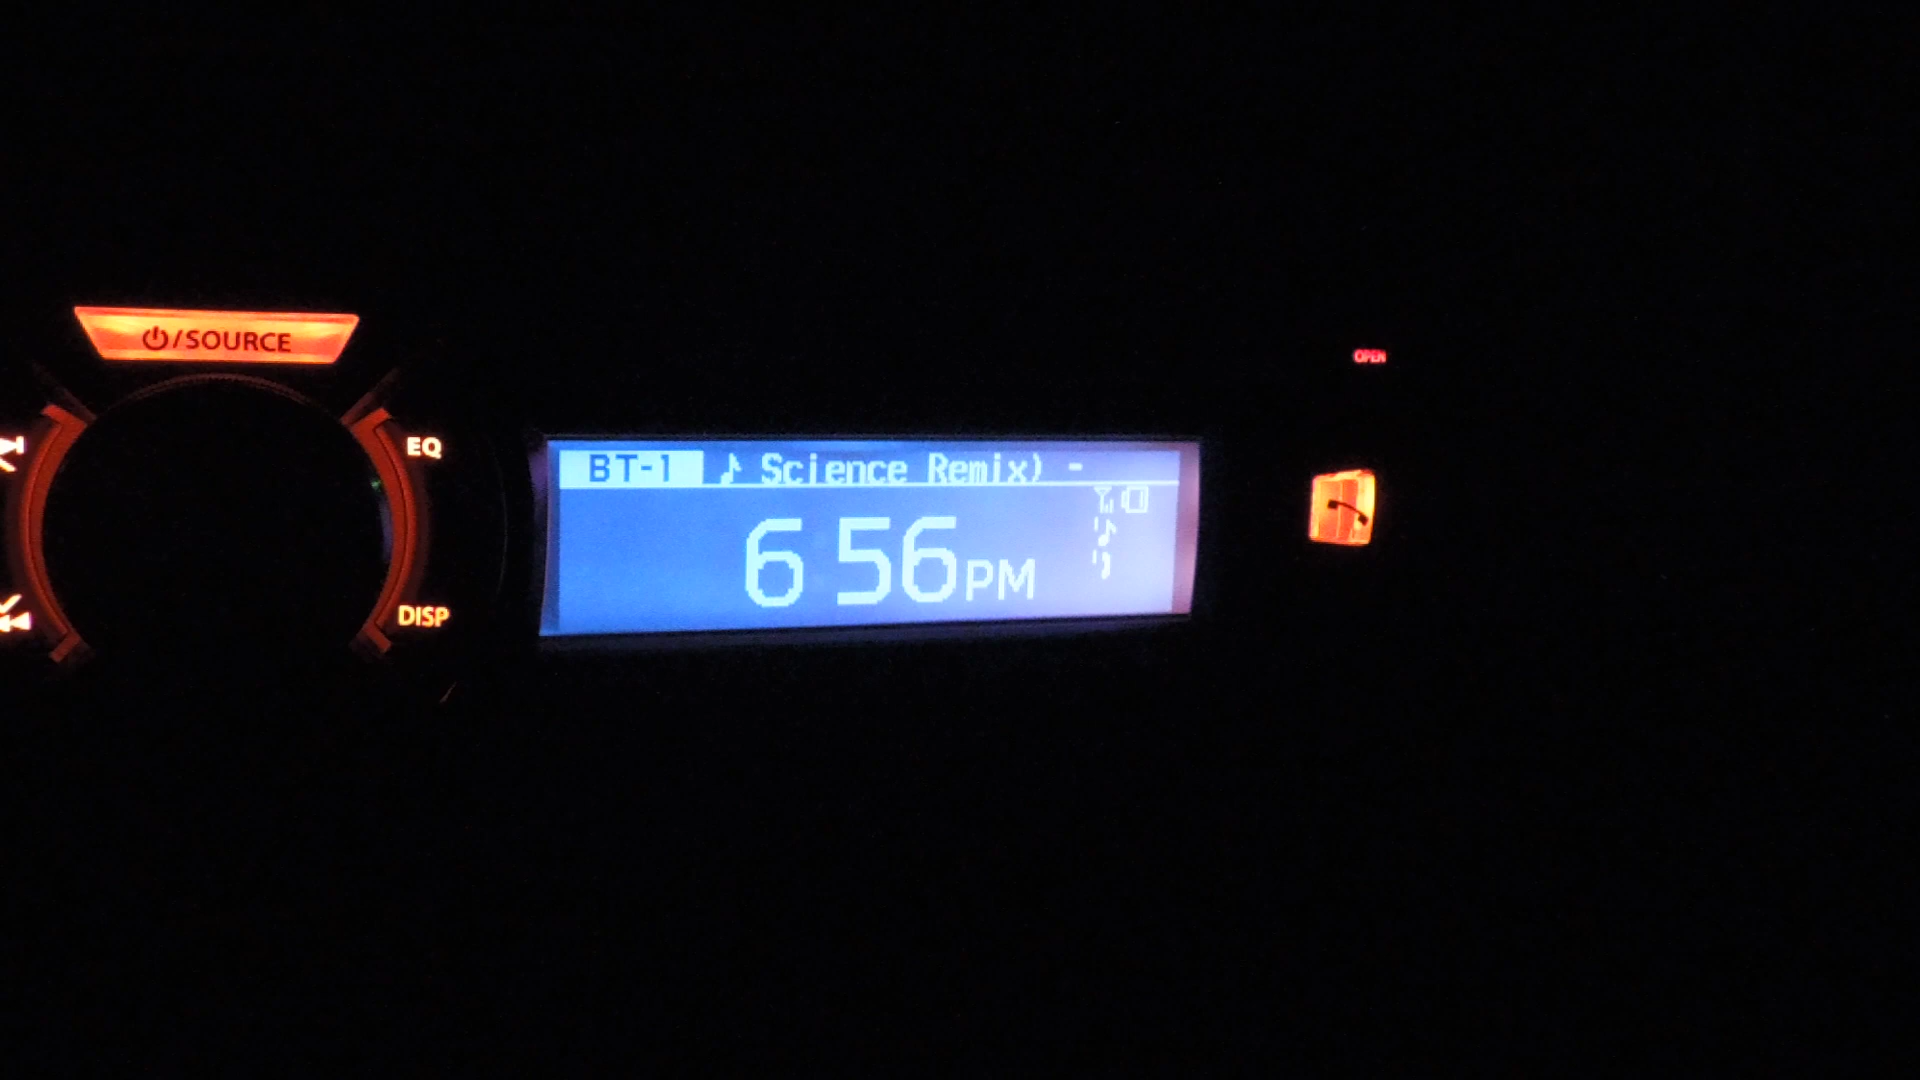 ⏻/SOURCE
OPEN
EQ
BT-1 ♪ Science Remix) -
6 56PM
DISP